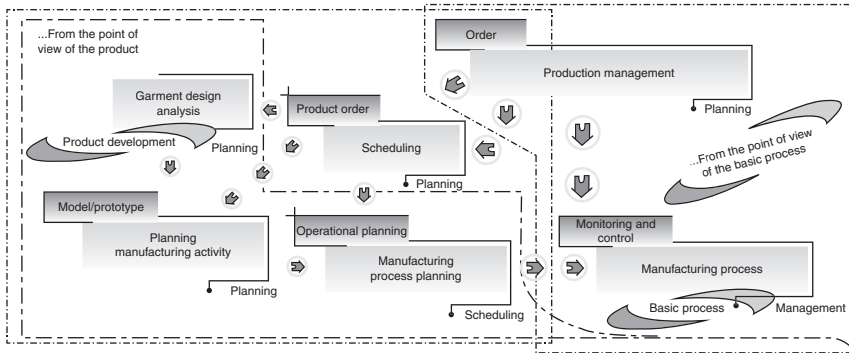 ...From the point of
view of the product
Order
Production management
Planning
Garment design
analysis
Product order
Product development
Planning
Scheduling
Planning
...From the point of view
of the basic process
Model/prototype
Planning
manufacturing activity
Planning
Operational planning
Manufacturing
process planning
Scheduling
Monitoring and
control
Manufacturing process
Basic process
Management